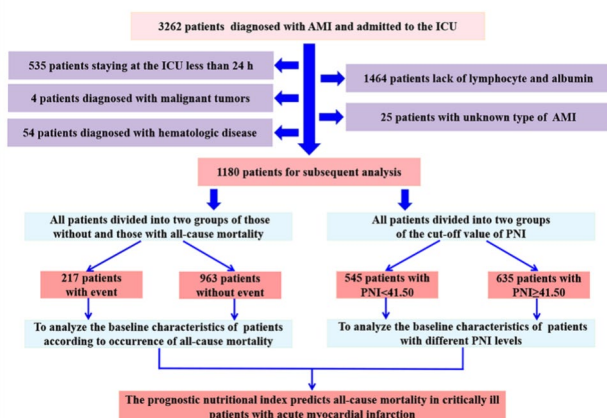 3262 patients diagnosed with AMI and admitted to the ICU
535 patients staying at the ICU less than 24 h
1464 patients lack of lymphocyte and albumin
4 patients diagnosed with malignant tumors
25 patients with unknown type of AMI
54 patients diagnosed with hematologic disease
1180 patients for subsequent analysis
All patients divided into two groups of those
without and those with all-cause mortality
All patients divided into two groups
of the cut-off value of PNI
217 patients
with event
963 patients
without event
545 patients with
PNI<41.50
635 patients with
PNI≥41.50
To analyze the baseline characteristics of patients
according to occurrence of all-cause mortality
To analyze the baseline characteristics of patients
with different PNI levels
The prognostic nutritional index predicts all-cause mortality in critically ill
patients with acute myocardial infarction